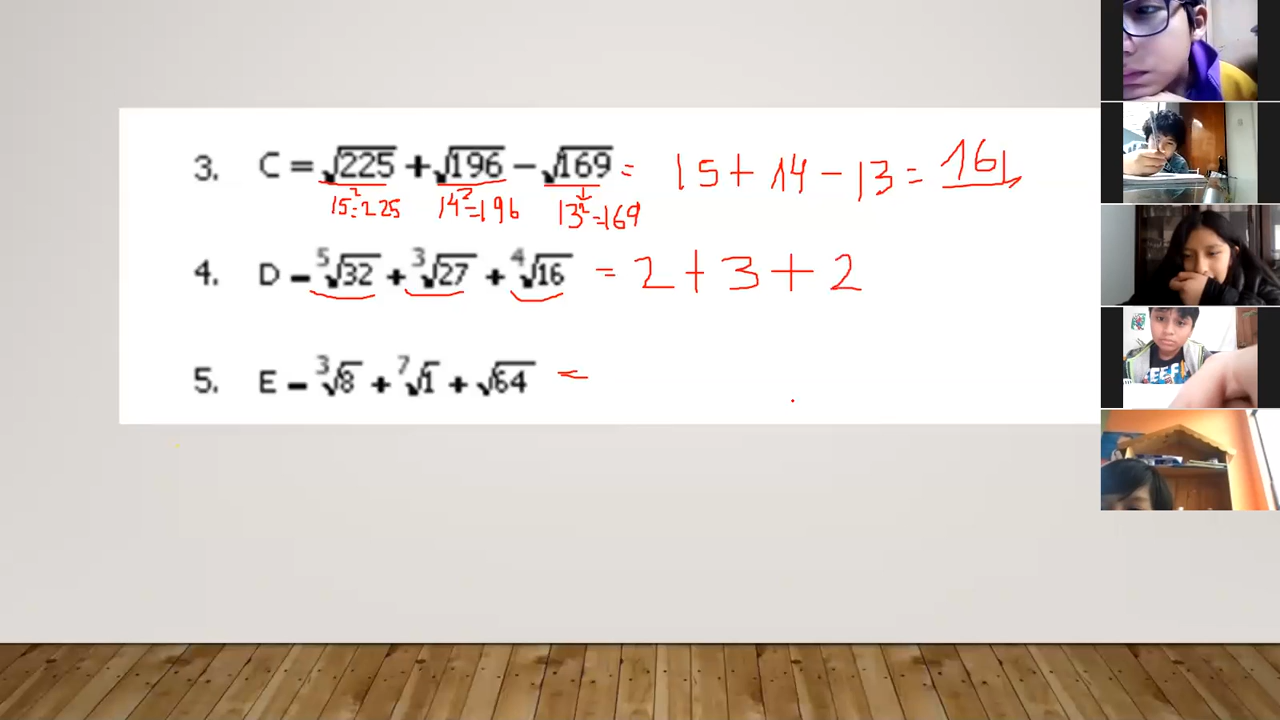 3. C = √225 + √196 − √169 = 15 + 14 − 13 = 16
15²=225 14²=196 13²=169
4. D = ⁵√32 + ³√27 + ⁴√16 = 2 + 3 + 2
5. E = ³√8 + ⁷√1 + √64 =